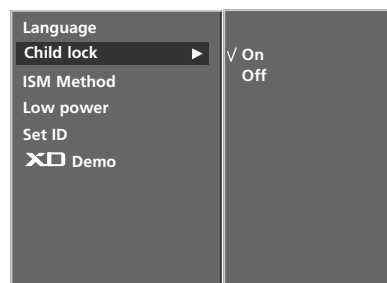 Language
Child lock ►
ISM Method
Low power
Set ID
XD Demo
√ On
Off